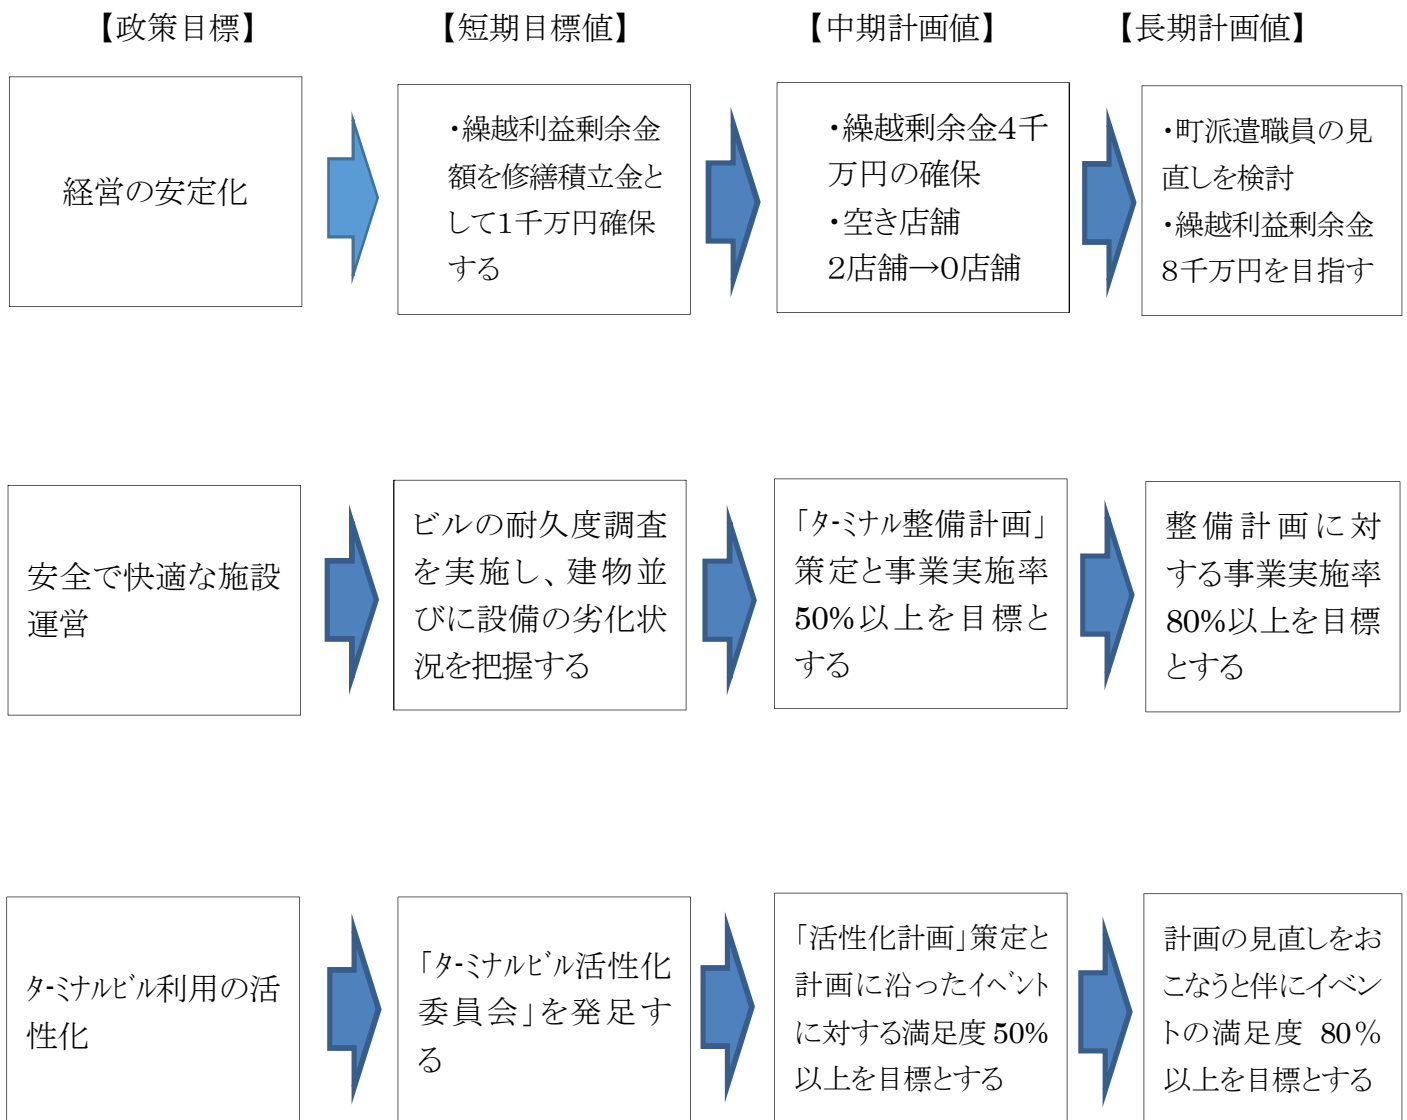 【政策目標】 【短期目標値】 【中期計画値】 【長期計画値】
経営の安定化
・繰越利益剰余金
額を修繕積立金と
して1千万円確保
する
・繰越剰余金4千
万円の確保
・空き店舗
2店舗→0店舗
・町派遣職員の見
直しを検討
・繰越利益剰余金
8千万円を目指す
安全で快適な施設
運営
ビルの耐久度調査
を実施し、建物並
びに設備の劣化状
況を把握する
「ﾀｰﾐﾅﾙ整備計画」
策定と事業実施率
50%以上を目標と
する
整備計画に対
する事業実施率
80%以上を目標
とする
ﾀｰﾐﾅﾙﾋﾞﾙ利用の活
性化
「ﾀｰﾐﾅﾙﾋﾞﾙ活性化
委員会」を発足す
る
「活性化計画」策定と
計画に沿ったｲﾍﾞﾝﾄ
に対する満足度 50%
以上を目標とする
計画の見直しをお
こなうと伴にイベン
トの満足度 80％
以上を目標とする